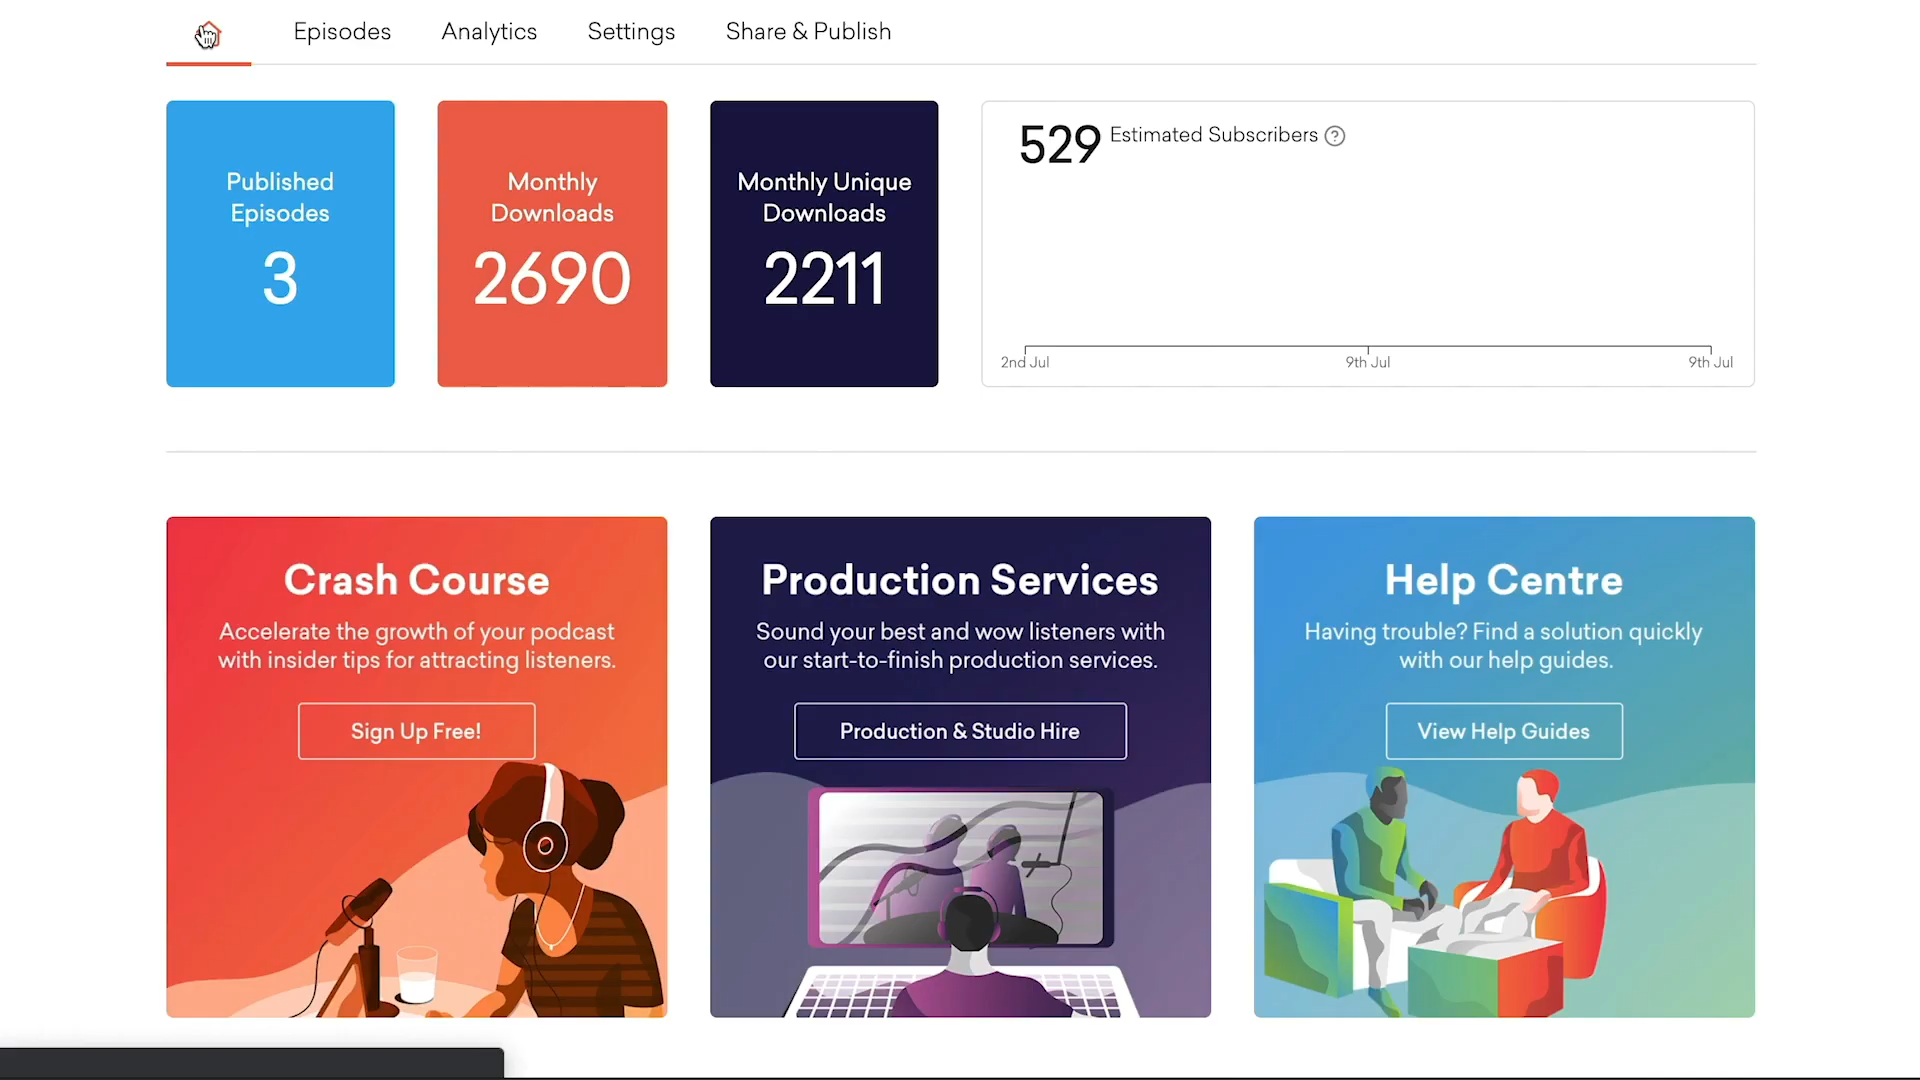 Episodes
Analytics
Settings
Share & Publish
Published
Episodes
3
Monthly
Downloads
2690
Monthly Unique
Downloads
2211
529 Estimated Subscribers ?
2nd Jul
9th Jul
9th Jul
Crash Course
Accelerate the growth of your podcast
with insider tips for attracting listeners.
Sign Up Free!
Production Services
Sound your best and wow listeners with
our start-to-finish production services.
Production & Studio Hire
Help Centre
Having trouble? Find a solution quickly
with our help guides.
View Help Guides